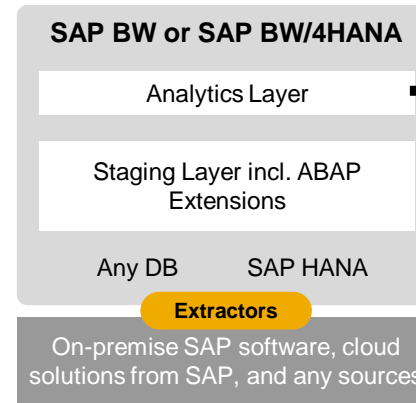 SAP BW or SAP BW/4HANA
Analytics Layer
Staging Layer incl. ABAP
Extensions
Any DB SAP HANA
Extractors
On-premise SAP software, cloud
solutions from SAP, and any sources